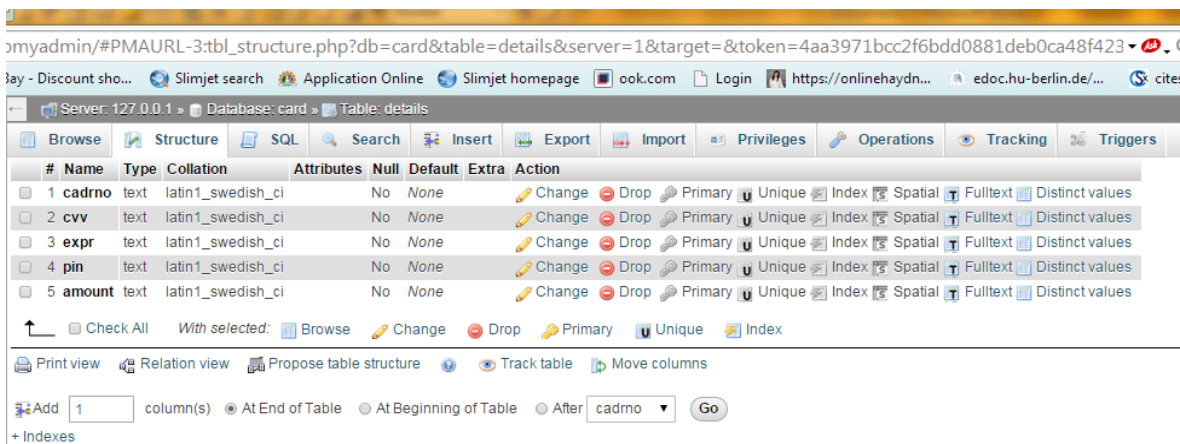 omyadmin/#PMAURL-3:tbl_structure.php?db=card&table=details&server=1&target=&token=4aa3971bcc2f6bdd0881deb0ca48f423
Bay - Discount sho... Slimjet search Application Online Slimjet homepage ook.com Login https://onlinehaydn... edoc.hu-berlin.de/... cites
Server: 127.0.0.1 » Database: card » Table: details
Browse Structure SQL Search Insert Export Import Privileges Operations Tracking Triggers
# Name Type Collation Attributes Null Default Extra Action
1 cadrno text latin1_swedish_ci No None Change Drop Primary Unique Index Spatial Fulltext Distinct values
2 cvv text latin1_swedish_ci No None Change Drop Primary Unique Index Spatial Fulltext Distinct values
3 expr text latin1_swedish_ci No None Change Drop Primary Unique Index Spatial Fulltext Distinct values
4 pin text latin1_swedish_ci No None Change Drop Primary Unique Index Spatial Fulltext Distinct values
5 amount text latin1_swedish_ci No None Change Drop Primary Unique Index Spatial Fulltext Distinct values
Check All With selected: Browse Change Drop Primary Unique Index
Print view Relation view Propose table structure Track table Move columns
Add 1 column(s) At End of Table At Beginning of Table After cadrno Go
+ Indexes